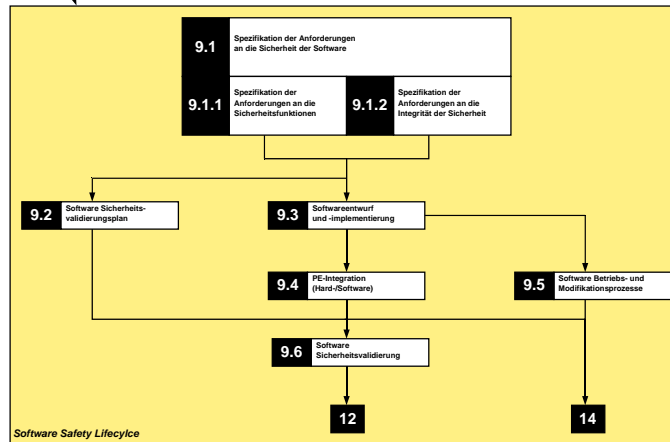 9.1
Spezifikation der Anforderungen
an die Sicherheit der Software
9.1.1
Spezifikation der
Anforderungen an die
Sicherheitsfunktionen
9.1.2
Spezifikation der
Anforderungen an die
Integrität der Sicherheit
9.2
Software Sicherheits-
validierungsplan
9.3
Softwareentwurf
und -implementierung
9.4
PE-Integration
(Hard-/Software)
9.5
Software Betriebs- und
Modifikationsprozesse
9.6
Software
Sicherheitsvalidierung
12
14
Software Safety Lifecylce